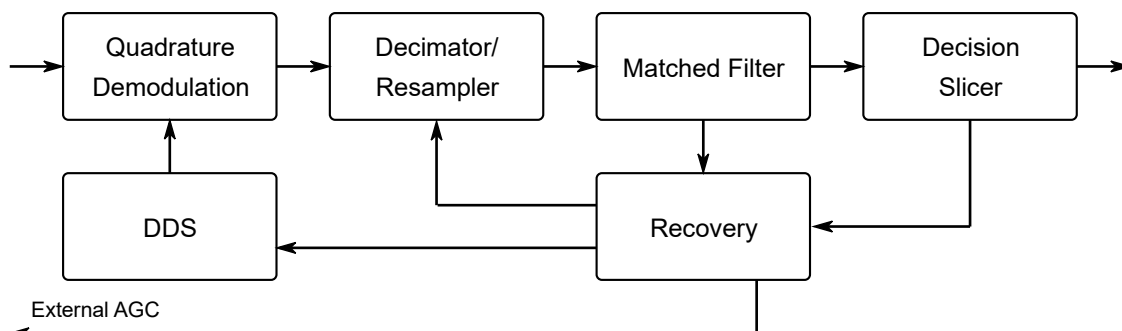 Quadrature
Demodulation
Decimator/
Resampler
Matched Filter
Decision
Slicer
DDS
Recovery
External AGC